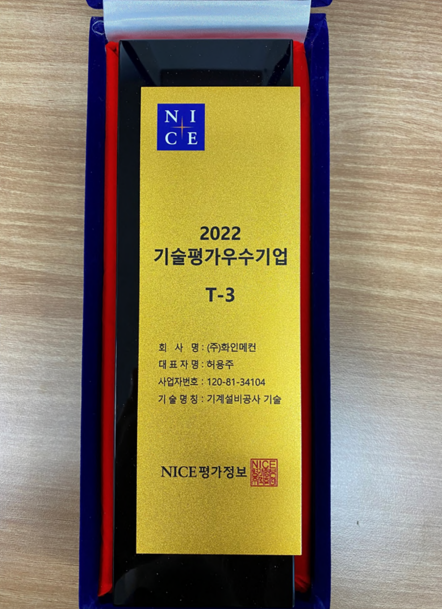 NI
CE
2022
기술평가우수기업
T-3
회 사 명 : (주)화인메컨
대 표 자 명 : 허용주
사업자번호 : 120-81-34104
기 술 명 칭 : 기계설비공사 기술
NICE평가정보
NICE